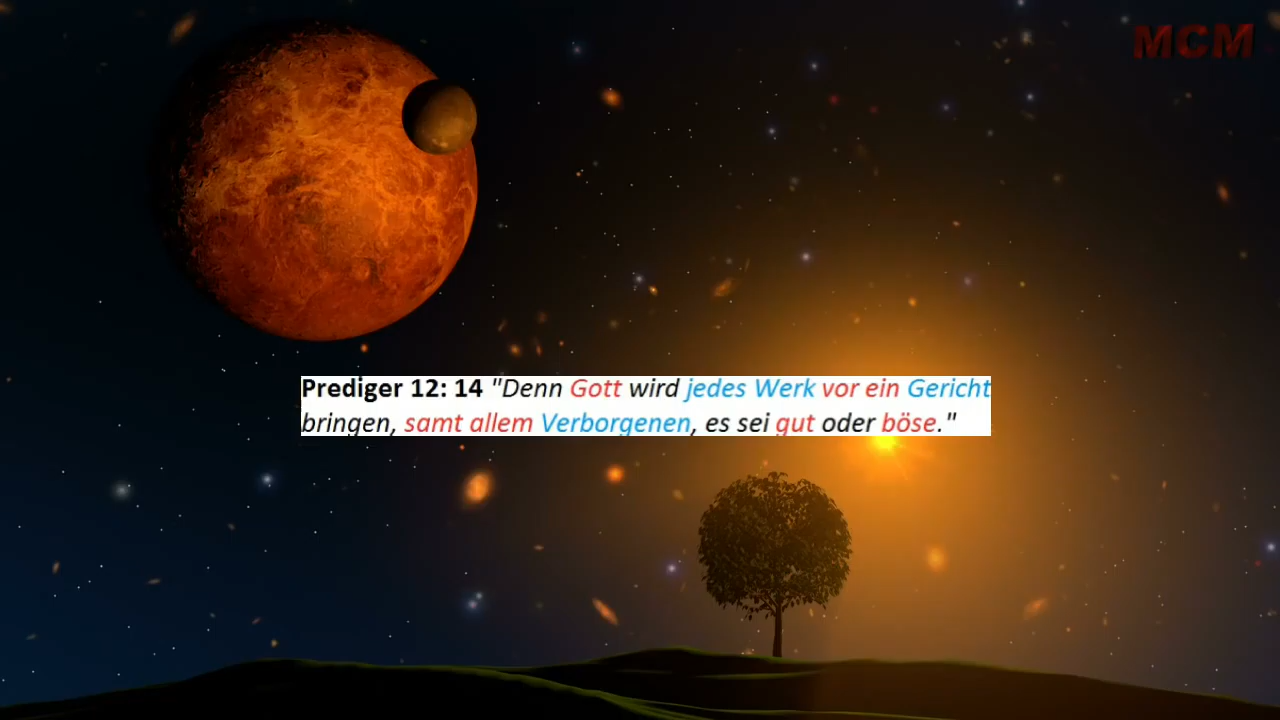 MCM
Prediger 12: 14 "Denn Gott wird jedes Werk vor ein Gericht
bringen, samt allem Verborgenen, es sei gut oder böse."